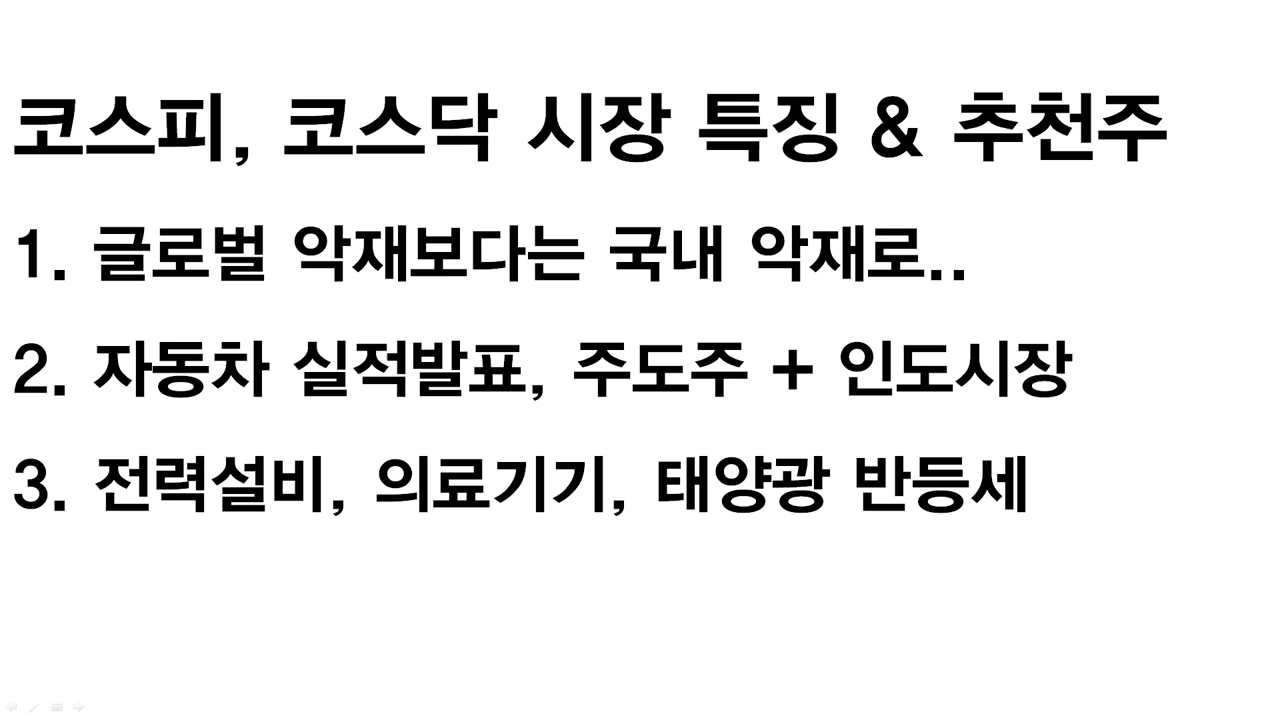 코스피, 코스닥 시장 특징 & 추천주
1. 글로벌 악재보다는 국내 악재로..
2. 자동차 실적발표, 주도주 + 인도시장
3. 전력설비, 의료기기, 태양광 반등세